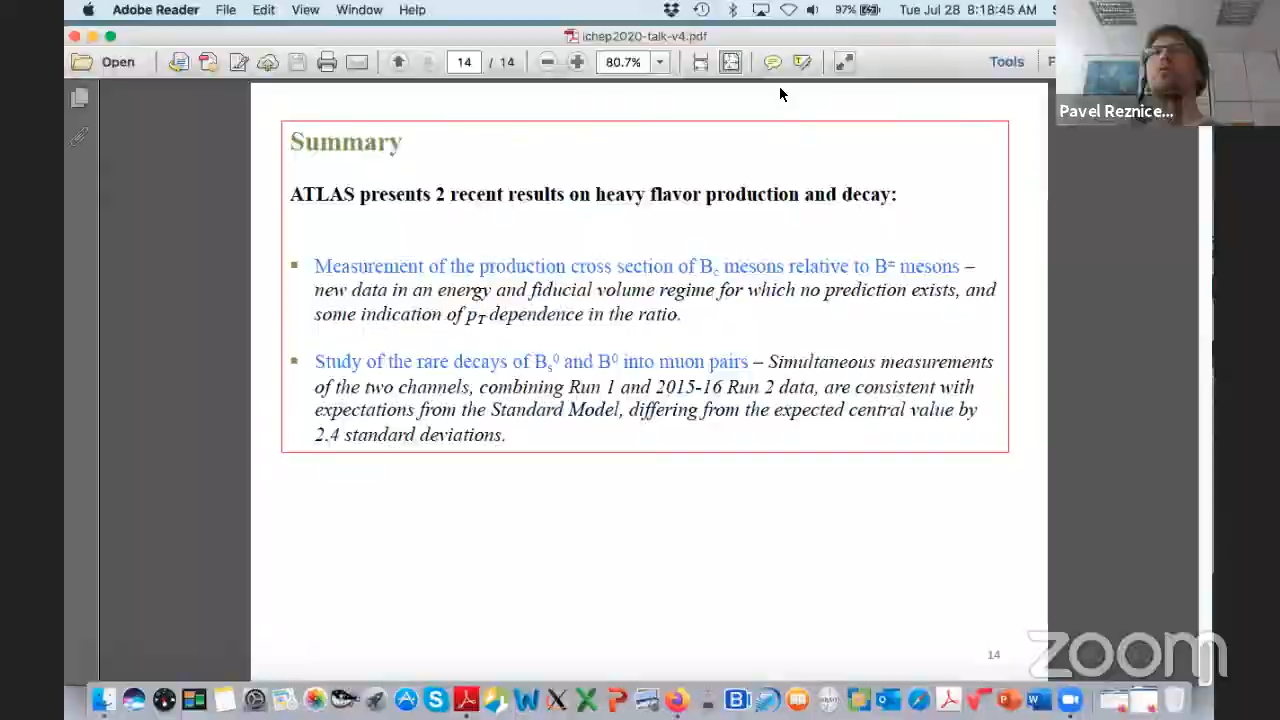 Adobe Reader File Edit View Window Help 97% Tue Jul 28 8:18:45 AM
ichep2020-talk-v4.pdf
Open 14 / 14 80.7% Tools
Pavel Reznice...
Summary
ATLAS presents 2 recent results on heavy flavor production and decay:
Measurement of the production cross section of Bc mesons relative to B± mesons –
new data in an energy and fiducial volume regime for which no prediction exists, and
some indication of pT dependence in the ratio.
Study of the rare decays of Bs⁰ and B⁰ into muon pairs – Simultaneous measurements
of the two channels, combining Run 1 and 2015-16 Run 2 data, are consistent with
expectations from the Standard Model, differing from the expected central value by
2.4 standard deviations.
14
zoom